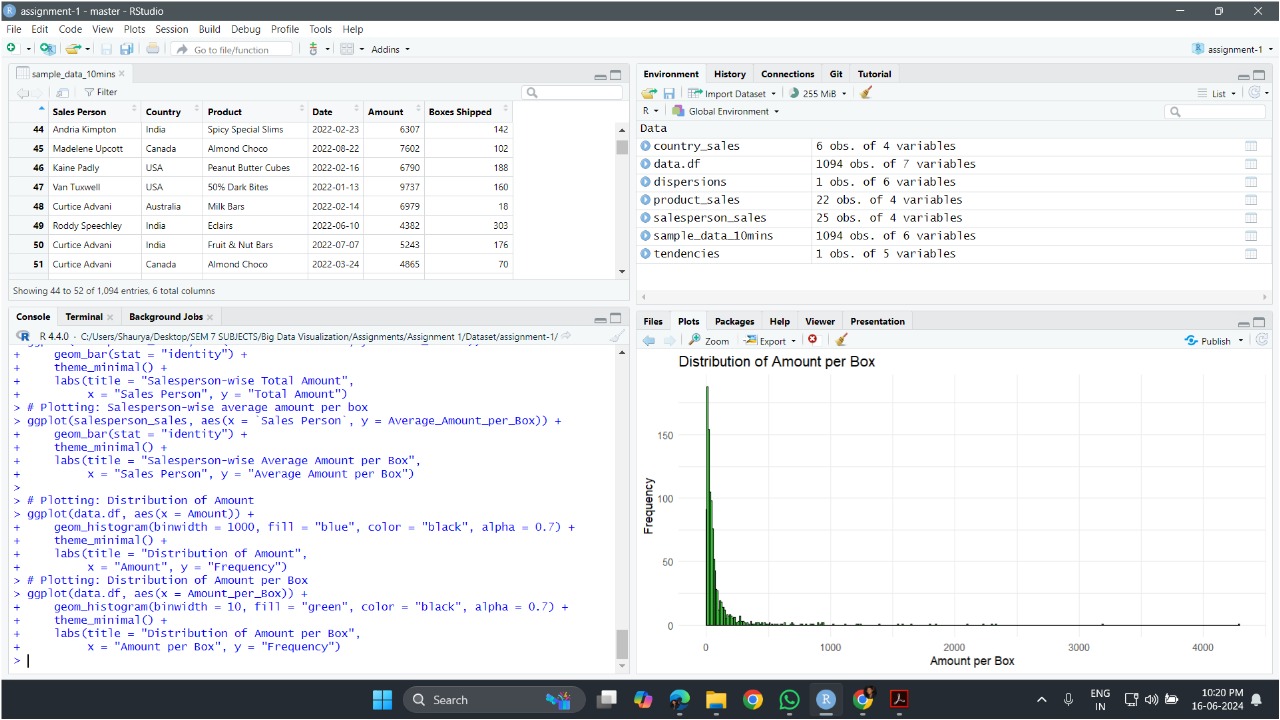 assignment-1 - master - RStudio
File Edit Code View Plots Session Build Debug Profile Tools Help
Go to file/function Addins assignment-1
sample_data_10mins
Filter
Sales Person Country Product Date Amount Boxes Shipped
44 Andria Kimpton India Spicy Special Slims 2022-02-23 6307 142
45 Madelene Upcott Canada Almond Choco 2022-08-22 7602 102
46 Kaine Padly USA Peanut Butter Cubes 2022-02-16 6790 188
47 Van Tuxwell USA 50% Dark Bites 2022-01-13 9737 160
48 Curtice Advani Australia Milk Bars 2022-02-14 6979 18
49 Roddy Speechley India Eclairs 2022-06-10 4382 303
50 Curtice Advani India Fruit & Nut Bars 2022-07-07 5243 176
51 Curtice Advani Canada Almond Choco 2022-03-24 4865 70
Showing 44 to 52 of 1,094 entries, 6 total columns
Console Terminal Background Jobs
R 4.4.0 · C:/Users/Shaurya/Desktop/SEM 7 SUBJECTS/Big Data Visualization/Assignments/Assignment 1/Dataset/assignment-1/
+ geom_bar(stat = "identity") +
+ theme_minimal() +
+ labs(title = "Salesperson-wise Total Amount",
+ x = "Sales Person", y = "Total Amount")
> # Plotting: Salesperson-wise average amount per box
> ggplot(salesperson_sales, aes(x = `Sales Person`, y = Average_Amount_per_Box)) +
+ geom_bar(stat = "identity") +
+ theme_minimal() +
+ labs(title = "Salesperson-wise Average Amount per Box",
+ x = "Sales Person", y = "Average Amount per Box")
>
> # Plotting: Distribution of Amount
> ggplot(data.df, aes(x = Amount)) +
+ geom_histogram(binwidth = 1000, fill = "blue", color = "black", alpha = 0.7) +
+ theme_minimal() +
+ labs(title = "Distribution of Amount",
+ x = "Amount", y = "Frequency")
> # Plotting: Distribution of Amount per Box
> ggplot(data.df, aes(x = Amount_per_Box)) +
+ geom_histogram(binwidth = 10, fill = "green", color = "black", alpha = 0.7) +
+ theme_minimal() +
+ labs(title = "Distribution of Amount per Box",
+ x = "Amount per Box", y = "Frequency")
>
Environment History Connections Git Tutorial
Import Dataset 255 MiB List
R Global Environment
Data
country_sales 6 obs. of 4 variables
data.df 1094 obs. of 7 variables
dispersions 1 obs. of 6 variables
product_sales 22 obs. of 4 variables
salesperson_sales 25 obs. of 4 variables
sample_data_10mins 1094 obs. of 6 variables
tendencies 1 obs. of 5 variables
Files Plots Packages Help Viewer Presentation
Zoom Export Publish
Distribution of Amount per Box
150
100
50
0
Frequency
0 1000 2000 3000 4000
Amount per Box
Search
ENG
IN
10:20 PM
16-06-2024